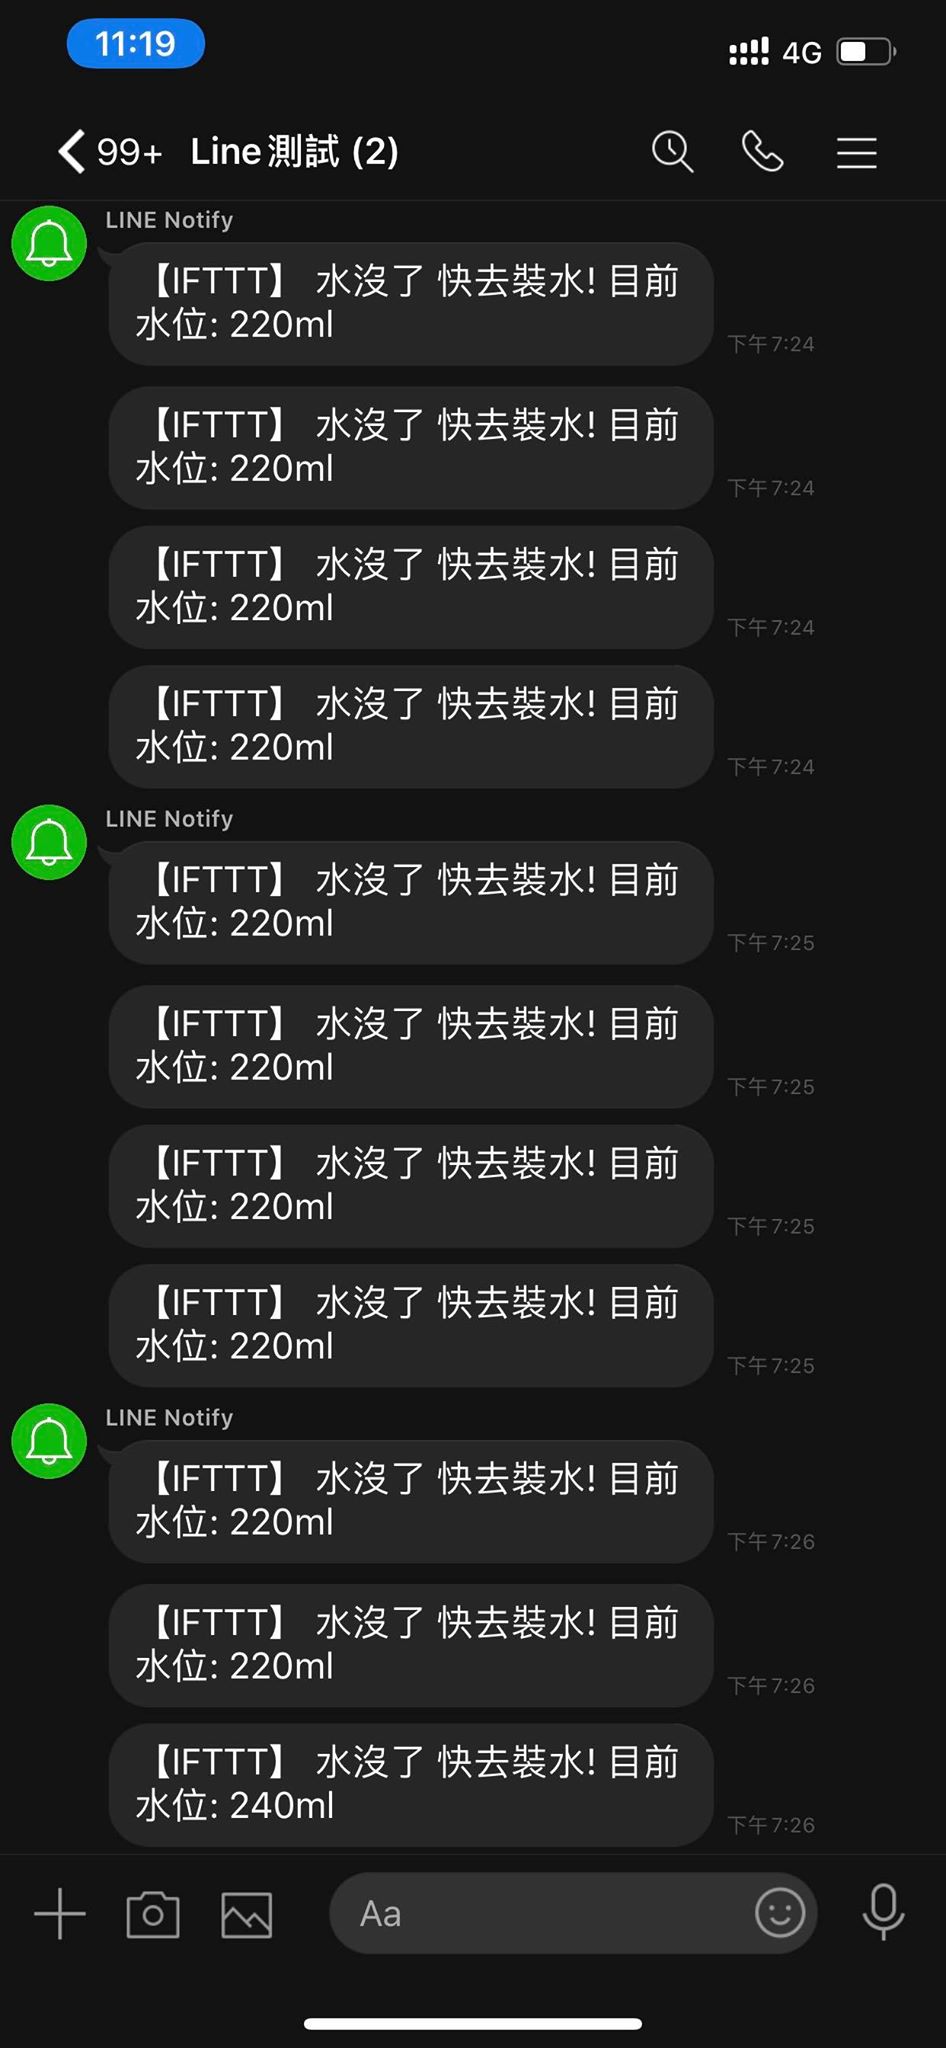 11:19
4G
99+ Line測試 (2)
LINE Notify
【IFTTT】 水沒了 快去裝水! 目前
水位: 220ml
下午7:24
【IFTTT】 水沒了 快去裝水! 目前
水位: 220ml
下午7:24
【IFTTT】 水沒了 快去裝水! 目前
水位: 220ml
下午7:24
【IFTTT】 水沒了 快去裝水! 目前
水位: 220ml
下午7:24
LINE Notify
【IFTTT】 水沒了 快去裝水! 目前
水位: 220ml
下午7:25
【IFTTT】 水沒了 快去裝水! 目前
水位: 220ml
下午7:25
【IFTTT】 水沒了 快去裝水! 目前
水位: 220ml
下午7:25
【IFTTT】 水沒了 快去裝水! 目前
水位: 220ml
下午7:25
LINE Notify
【IFTTT】 水沒了 快去裝水! 目前
水位: 220ml
下午7:26
【IFTTT】 水沒了 快去裝水! 目前
水位: 220ml
下午7:26
【IFTTT】 水沒了 快去裝水! 目前
水位: 240ml
下午7:26
Aa